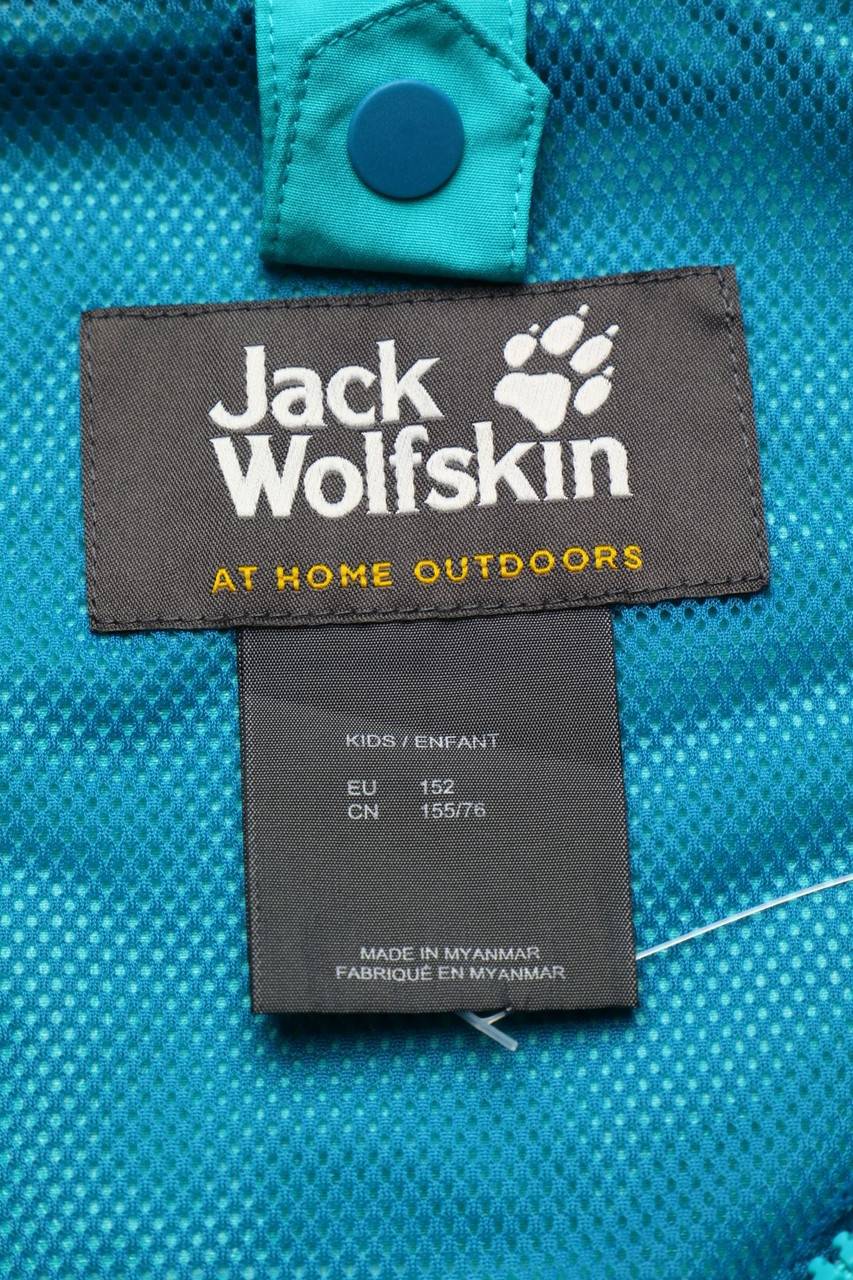 Jack
Wolfskin
AT HOME OUTDOORS
KIDS / ENFANT
EU 152
CN 155/76
MADE IN MYANMAR
FABRIQUÉ EN MYANMAR